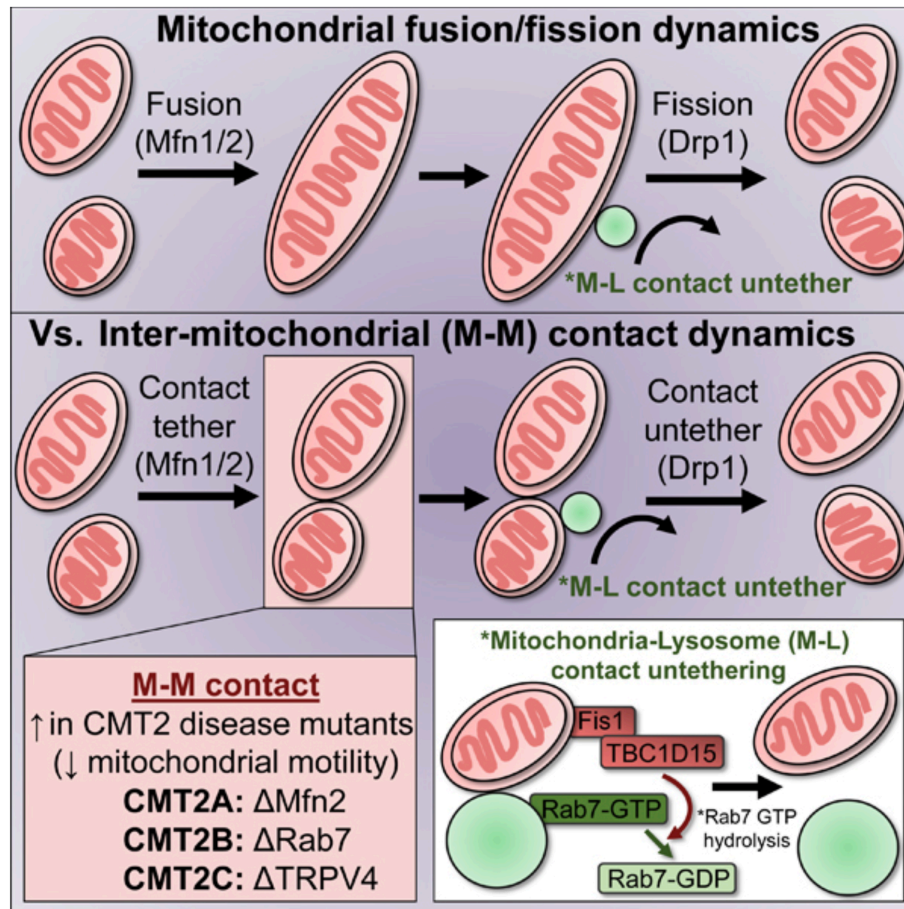 Mitochondrial fusion/fission dynamics
Fusion
(Mfn1/2)
Fission
(Drp1)
*M-L contact untether
Vs. Inter-mitochondrial (M-M) contact dynamics
Contact
tether
(Mfn1/2)
Contact
untether
(Drp1)
*M-L contact untether
M-M contact
↑ in CMT2 disease mutants
(↓ mitochondrial motility)
CMT2A: ΔMfn2
CMT2B: ΔRab7
CMT2C: ΔTRPV4
*Mitochondria-Lysosome (M-L)
contact untethering
Fis1
TBC1D15
Rab7-GTP
*Rab7 GTP
hydrolysis
Rab7-GDP